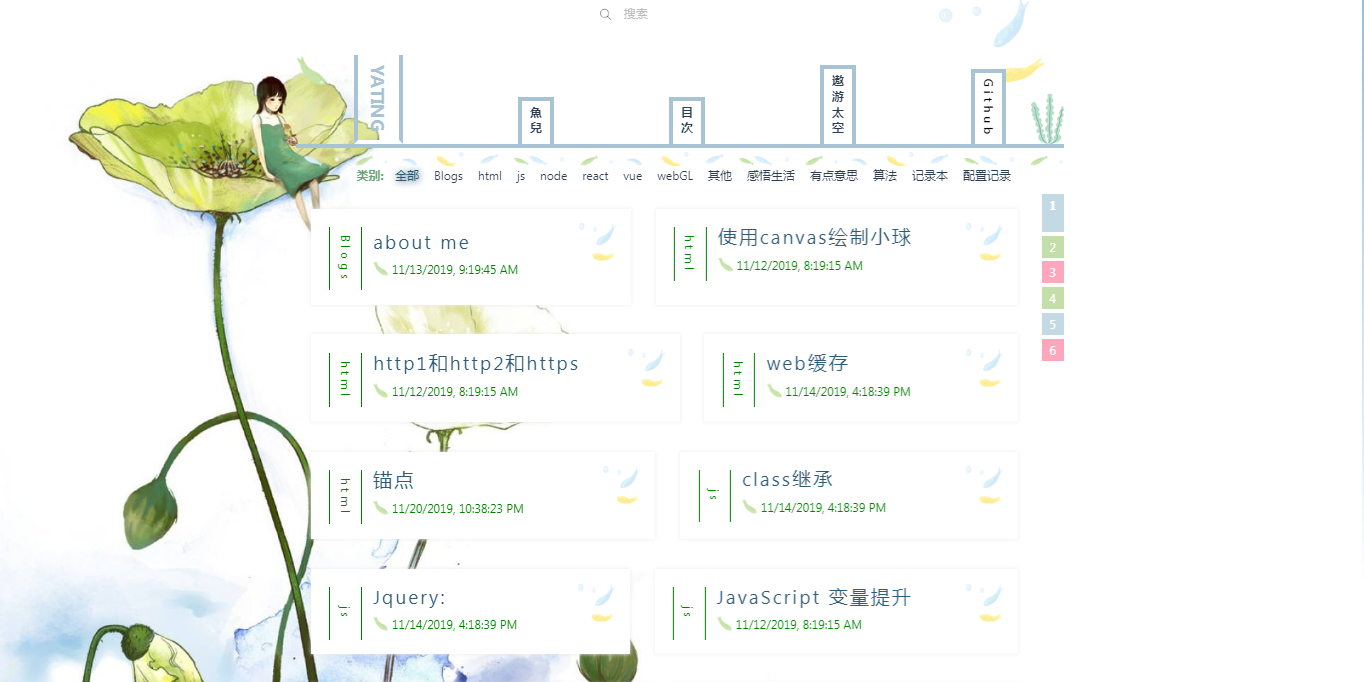 搜索
YATING
魚兒
目次
遨游太空
Github
类别: 全部 Blogs html js node react vue webGL 其他 感悟生活 有点意思 算法 记录本 配置记录
Blogs
about me
11/13/2019, 9:19:45 AM
html
使用canvas绘制小球
11/12/2019, 8:19:15 AM
1
2
3
4
5
6
html
http1和http2和https
11/12/2019, 8:19:15 AM
html
web缓存
11/14/2019, 4:18:39 PM
html
锚点
11/20/2019, 10:38:23 PM
js
class继承
11/14/2019, 4:18:39 PM
js
Jquery:
11/14/2019, 4:18:39 PM
js
JavaScript 变量提升
11/12/2019, 8:19:15 AM